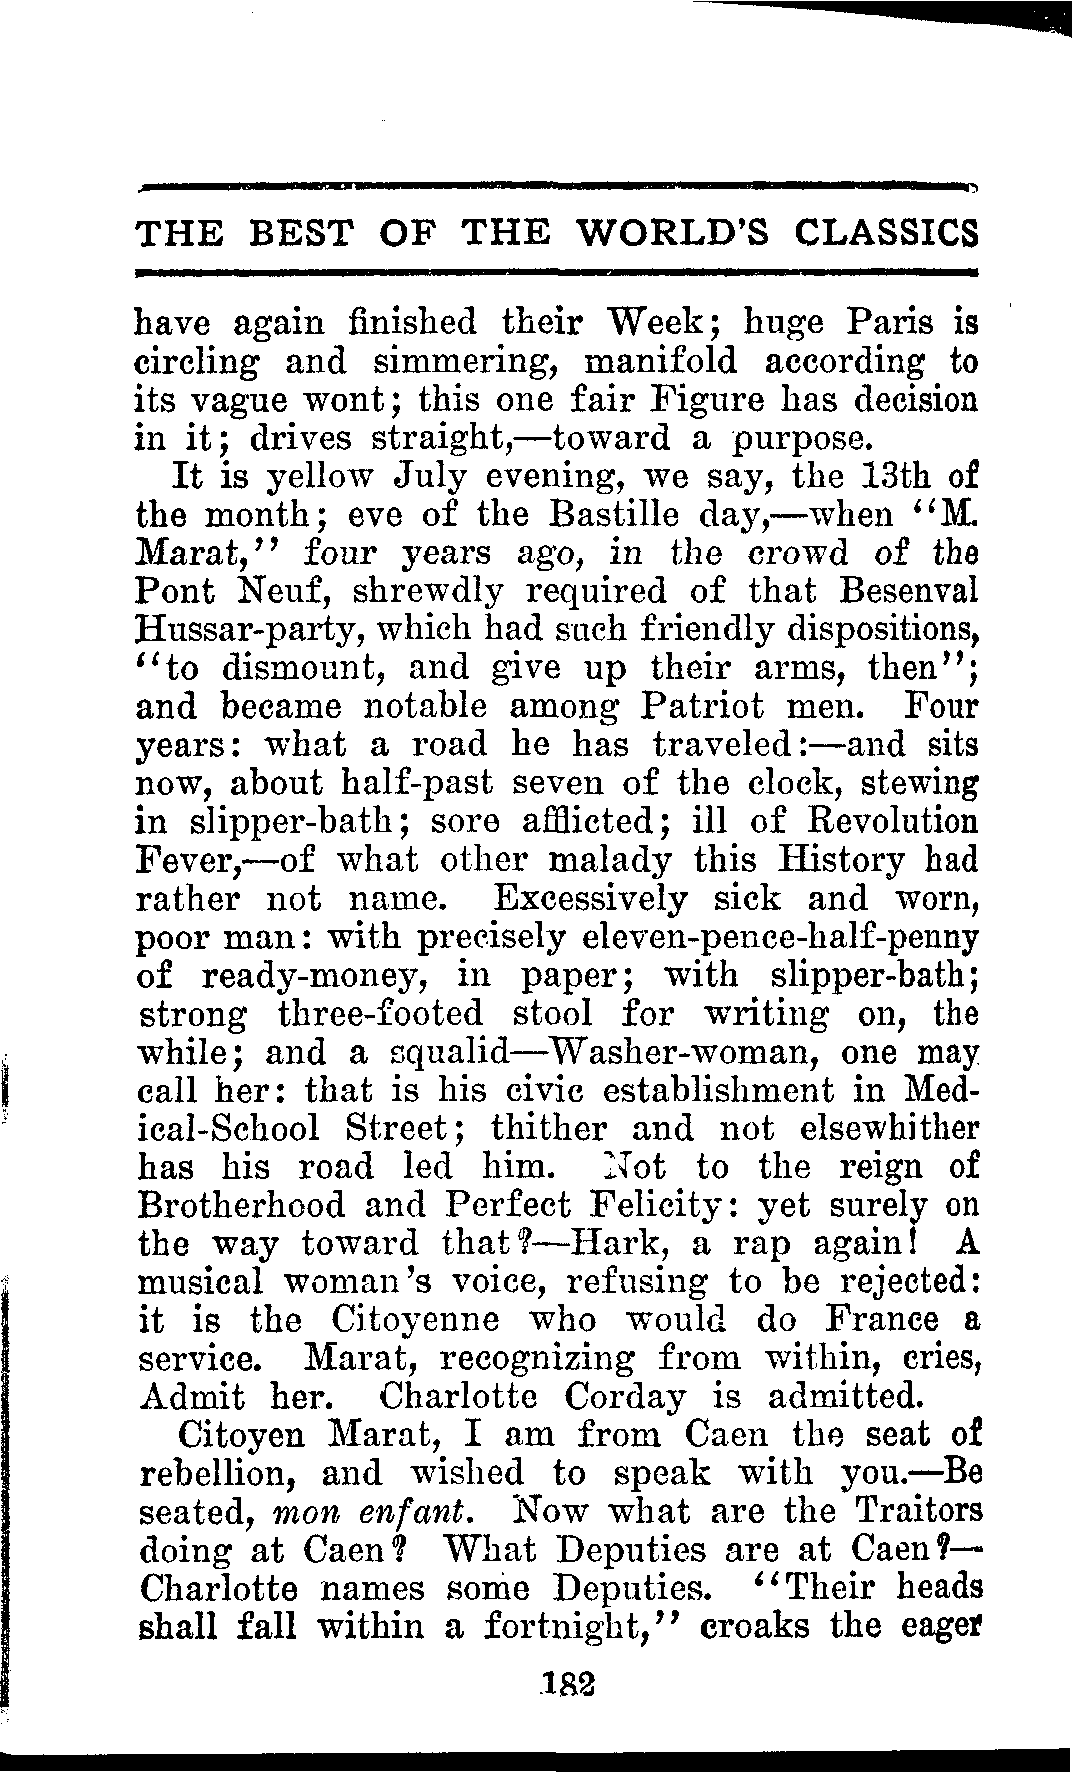 THE BEST OF THE WORLD'S CLASSICS
have again finished their Week; huge Paris is
circling and simmering, manifold according to
its vague wont; this one fair Figure has decision
in it; drives straight,—toward a purpose.
It is yellow July evening, we say, the 13th of
the month; eve of the Bastille day,—when "M.
Marat," four years ago, in the crowd of the
Pont Neuf, shrewdly required of that Besenval
Hussar-party, which had such friendly dispositions,
"to dismount, and give up their arms, then";
and became notable among Patriot men. Four
years: what a road he has traveled:—and sits
now, about half-past seven of the clock, stewing
in slipper-bath; sore afflicted; ill of Revolution
Fever,—of what other malady this History had
rather not name. Excessively sick and worn,
poor man: with precisely eleven-pence-half-penny
of ready-money, in paper; with slipper-bath;
strong three-footed stool for writing on, the
while; and a squalid—Washer-woman, one may
call her: that is his civic establishment in Med-
ical-School Street; thither and not elsewhither
has his road led him. Not to the reign of
Brotherhood and Perfect Felicity: yet surely on
the way toward that?—Hark, a rap again! A
musical woman's voice, refusing to be rejected:
it is the Citoyenne who would do France a
service. Marat, recognizing from within, cries,
Admit her. Charlotte Corday is admitted.
Citoyen Marat, I am from Caen the seat of
rebellion, and wished to speak with you.—Be
seated, mon enfant. Now what are the Traitors
doing at Caen? What Deputies are at Caen?—
Charlotte names some Deputies. "Their heads
shall fall within a fortnight," croaks the eager
182